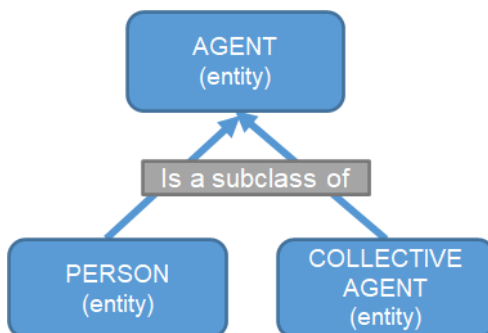 AGENT
(entity)
Is a subclass of
PERSON
(entity)
COLLECTIVE
AGENT
(entity)